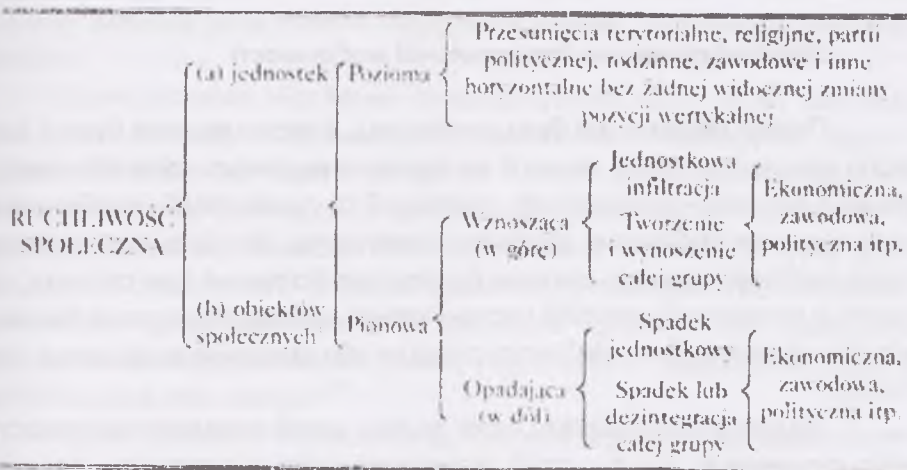 Przesunięcia terytorialne, religijne, partii
politycznej, rodzinne, zawodowe i inne
horyzontalne bez żadnej widocznej zmiany
pozycji wertykalnej
(a) jednostek
Pozioma
RUCHLIWOŚĆ
SPOŁECZNA
(b) obiektów
społecznych
Pionowa
Wznosząca
(w górę)
Jednostkowa
infiltracja
Tworzenie
i wynoszenie
całej grupy
Ekonomiczna,
zawodowa,
polityczna itp.
Opadająca
(w dół)
Spadek
jednostkowy
Spadek lub
dezintegracja
całej grupy
Ekonomiczna,
zawodowa,
polityczna itp.